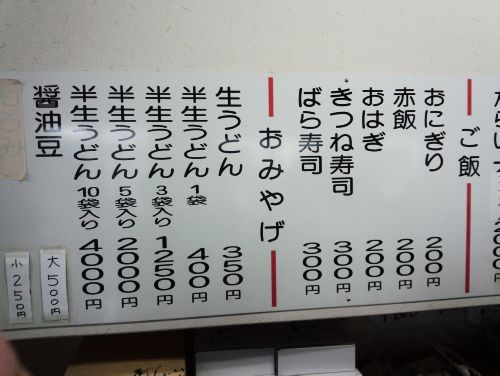 ご飯
おにぎり 200円
赤飯 200円
おはぎ 200円
きつね寿司 300円
ばら寿司 300円
おみやげ
生うどん 350円
半生うどん 1袋 400円
半生うどん 3袋入り 1250円
半生うどん 5袋入り 2000円
半生うどん 10袋入り 4000円
醤油豆
大 500円
小 250円